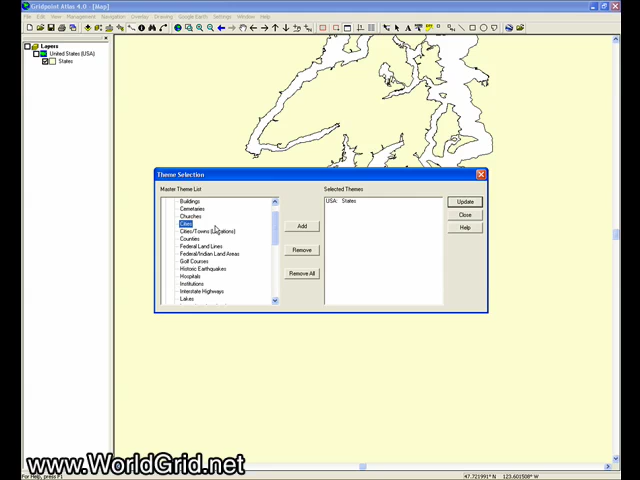 Gridpoint Atlas 4.0 - [Map]
File Edit View Management Navigation Overlay Drawing Google Earth Settings Window Help
Layers
United States (USA)
States
Theme Selection
Master Theme List
Selected Themes
Buildings
Cemetaries
Churches
Cities
Cities/Towns (Locations)
Counties
Federal Land Lines
Federal/Indian Land Areas
Golf Courses
Historic Earthquakes
Hospitals
Institutions
Interstate Highways
Lakes
Add
Remove
Remove All
USA: States
Update
Close
Help
www.WorldGrid.net
For Help, press F1
47.721991° N 123.601508° W